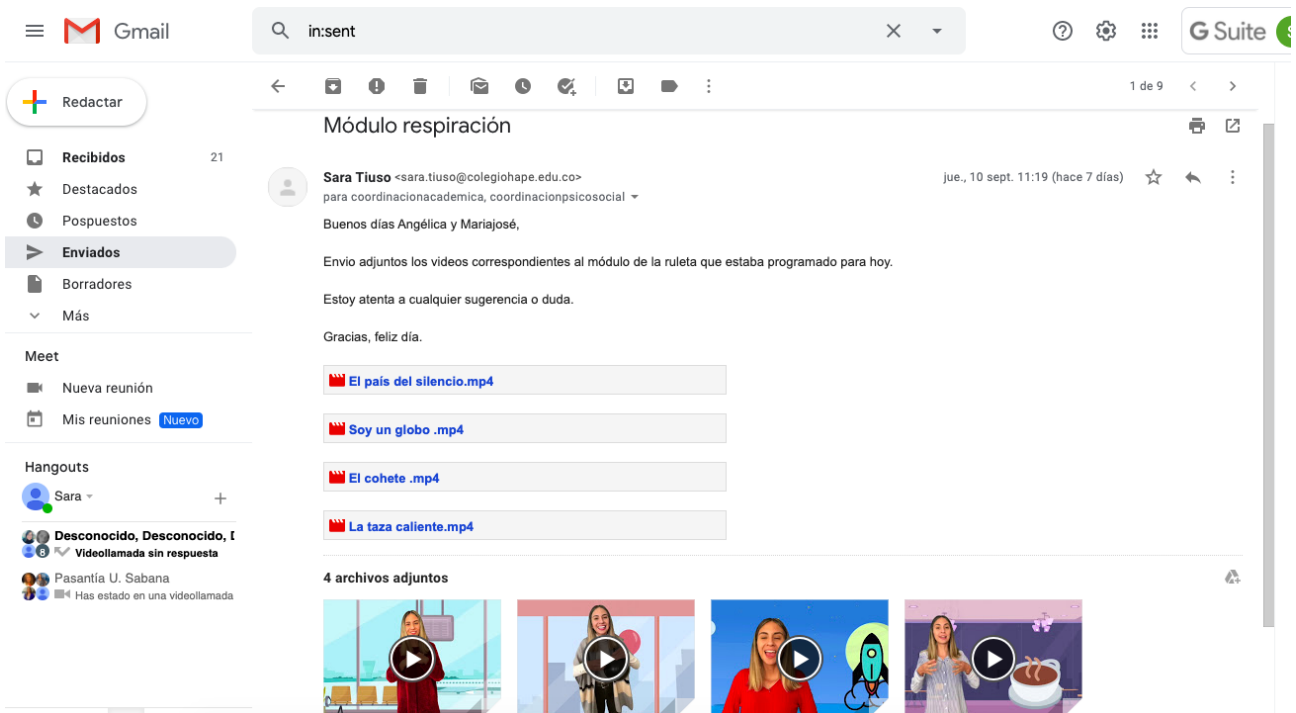 Gmail
in:sent
G Suite
S
Redactar
1 de 9
Módulo respiración
Recibidos 21
Destacados
Pospuestos
Enviados
Borradores
Más
Meet
Nueva reunión
Mis reuniones Nuevo
Hangouts
Sara
Desconocido, Desconocido, D
8
Videollamada sin respuesta
Pasantía U. Sabana
Has estado en una videollamada
Sara Tiuso <sara.tiuso@colegiohape.edu.co>
jue., 10 sept. 11:19 (hace 7 días)
para coordinacionacademica, coordinacionpsicosocial
Buenos días Angélica y Mariajosé,
Envio adjuntos los videos correspondientes al módulo de la ruleta que estaba programado para hoy.
Estoy atenta a cualquier sugerencia o duda.
Gracias, feliz día.
El país del silencio.mp4
Soy un globo .mp4
El cohete .mp4
La taza caliente.mp4
4 archivos adjuntos